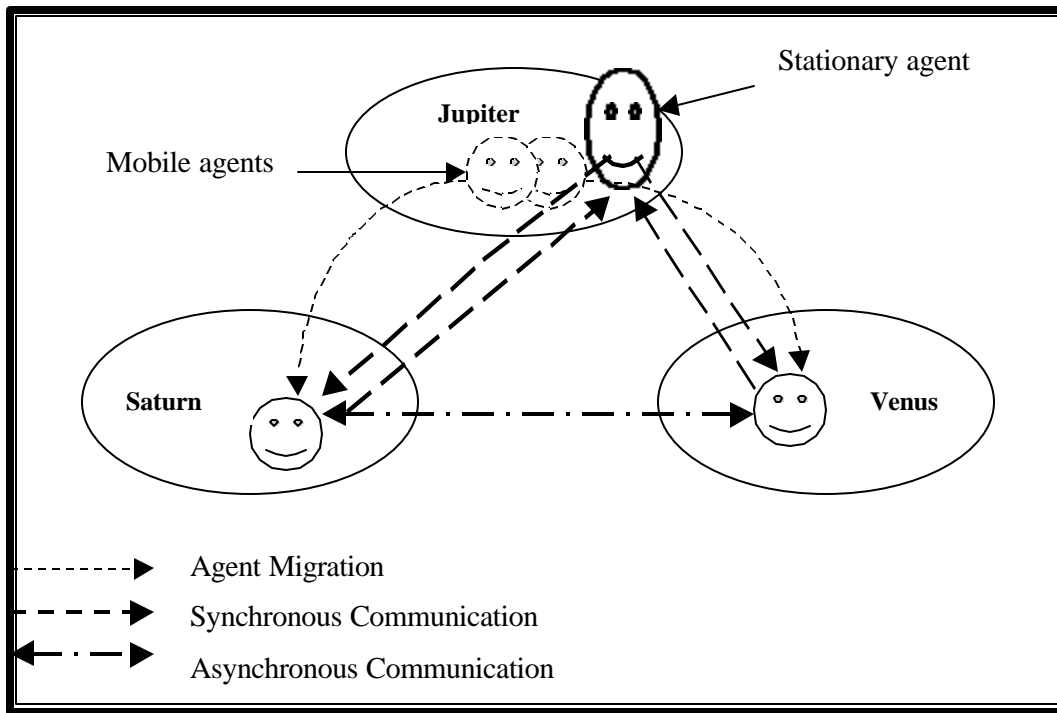 Stationary agent
Jupiter
Mobile agents
Saturn
Venus
Agent Migration
Synchronous Communication
Asynchronous Communication